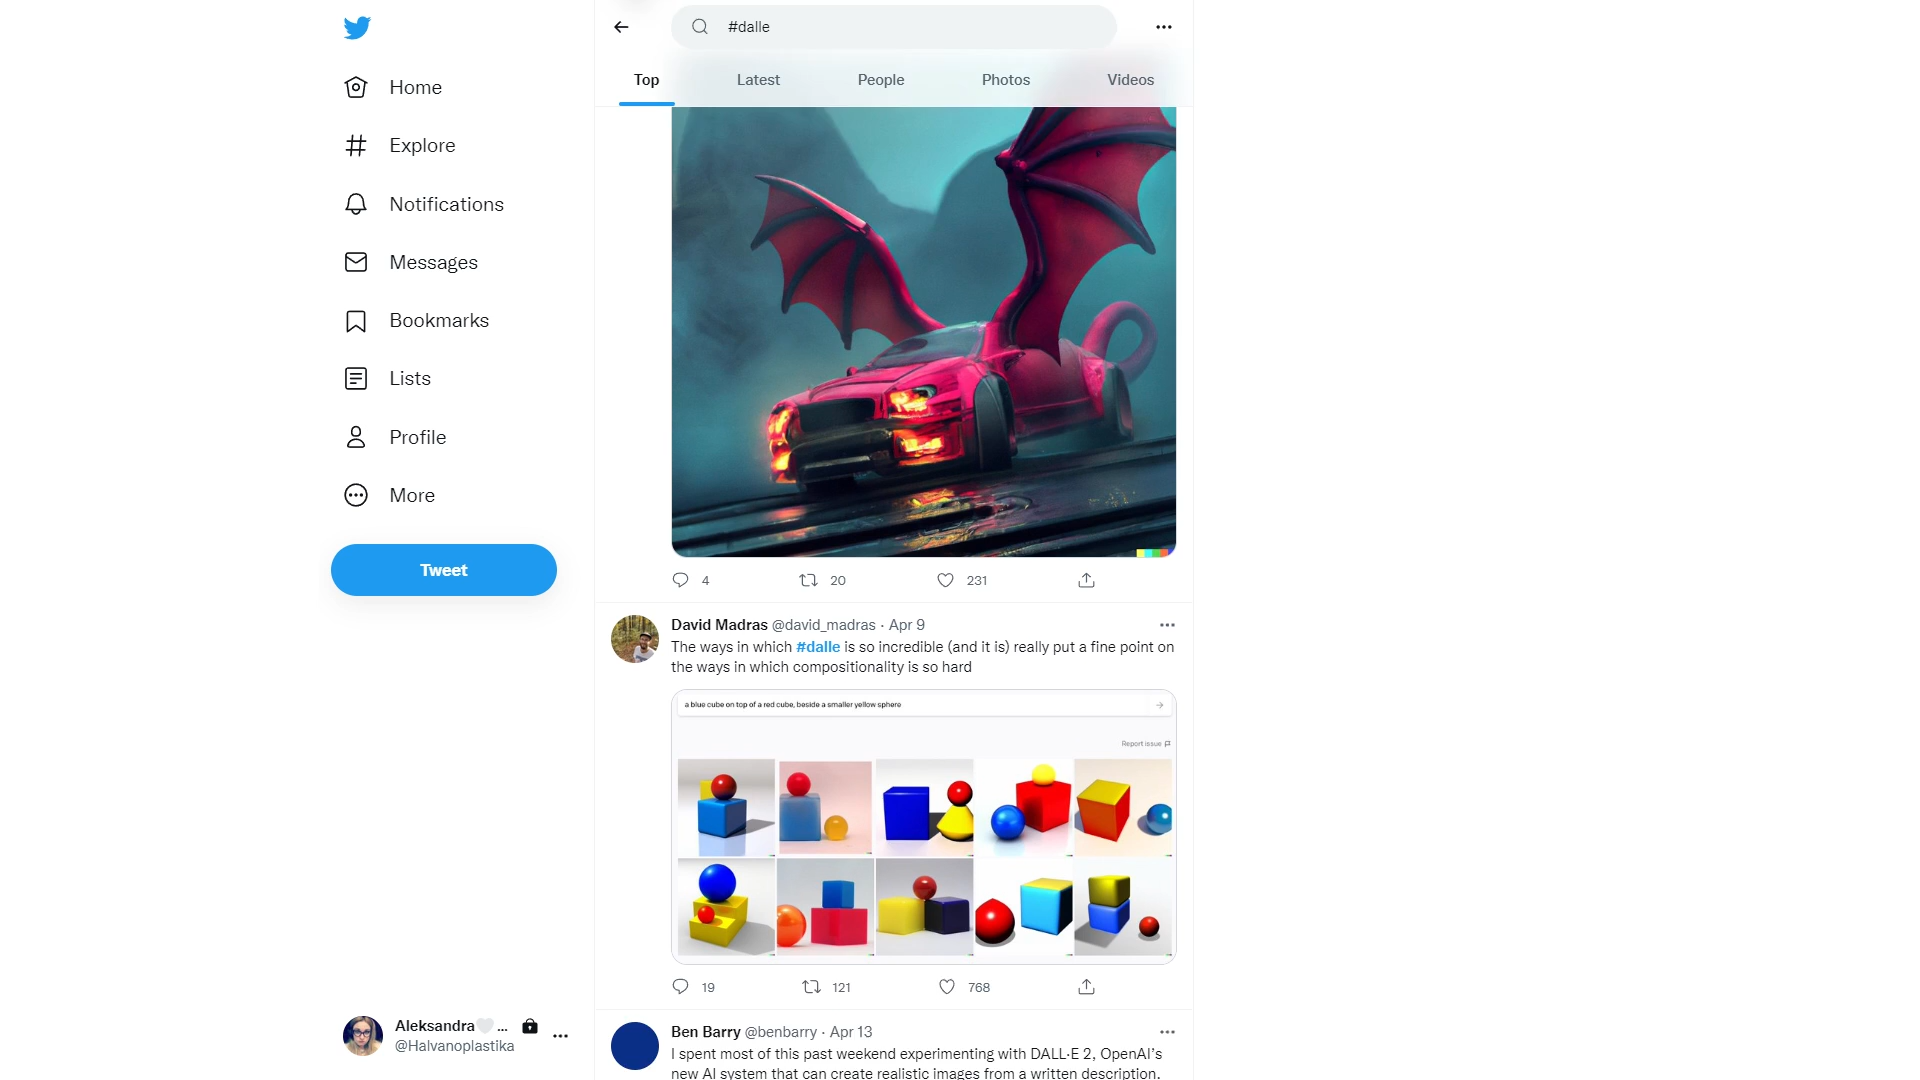 #dalle
Top
Latest
People
Photos
Videos
Home
Explore
Notifications
Messages
Bookmarks
Lists
Profile
More
Tweet
Aleksandra🤍 ...
@Halvanoplastika
4
20
231
David Madras @david_madras · Apr 9
The ways in which #dalle is so incredible (and it is) really put a fine point on
the ways in which compositionality is so hard
a blue cube on top of a red cube, beside a smaller yellow sphere
Report issue
19
121
768
Ben Barry @benbarry · Apr 13
I spent most of this past weekend experimenting with DALL·E 2, OpenAI's
new AI system that can create realistic images from a written description.